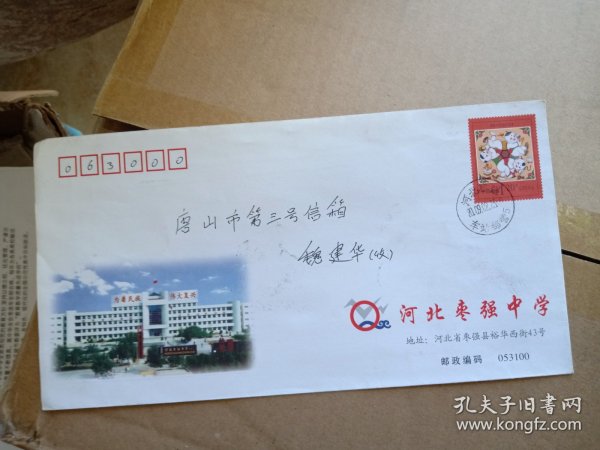 063000
唐山市第三号信箱
魏建华(收)
为着民族 伟大复兴
河北枣强中学
地址：河北省枣强县裕华西街43号
邮政编码 053100
孔夫子旧书网
www.kongfz.com